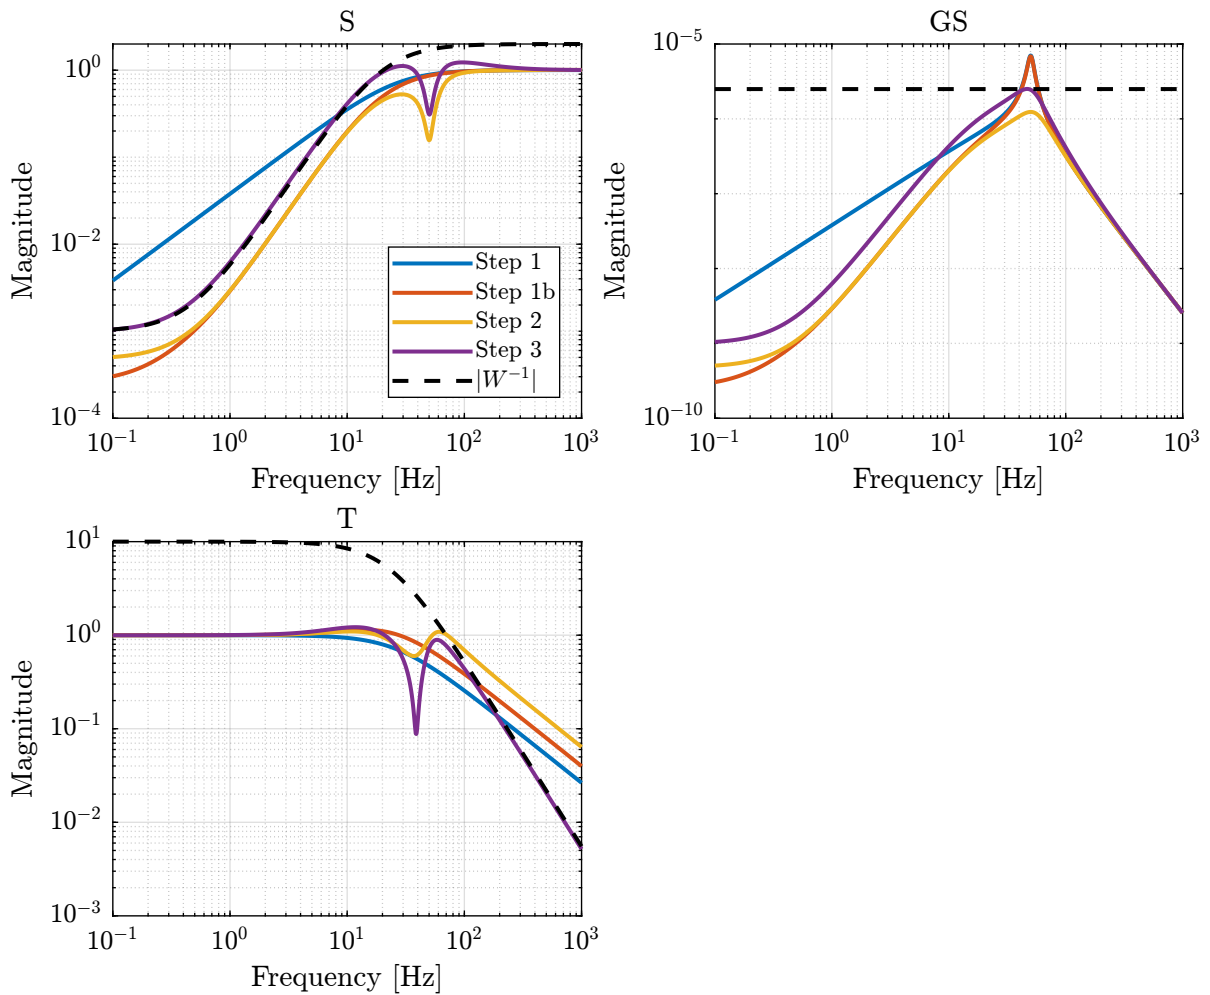 S
Magnitude
10^0
10^-2
10^-4
10^-1
10^0
10^1
10^2
10^3
Frequency [Hz]
Step 1
Step 1b
Step 2
Step 3
|W^-1|
GS
Magnitude
10^-5
10^-10
10^-1
10^0
10^1
10^2
10^3
Frequency [Hz]
T
Magnitude
10^1
10^0
10^-1
10^-2
10^-3
10^-1
10^0
10^1
10^2
10^3
Frequency [Hz]